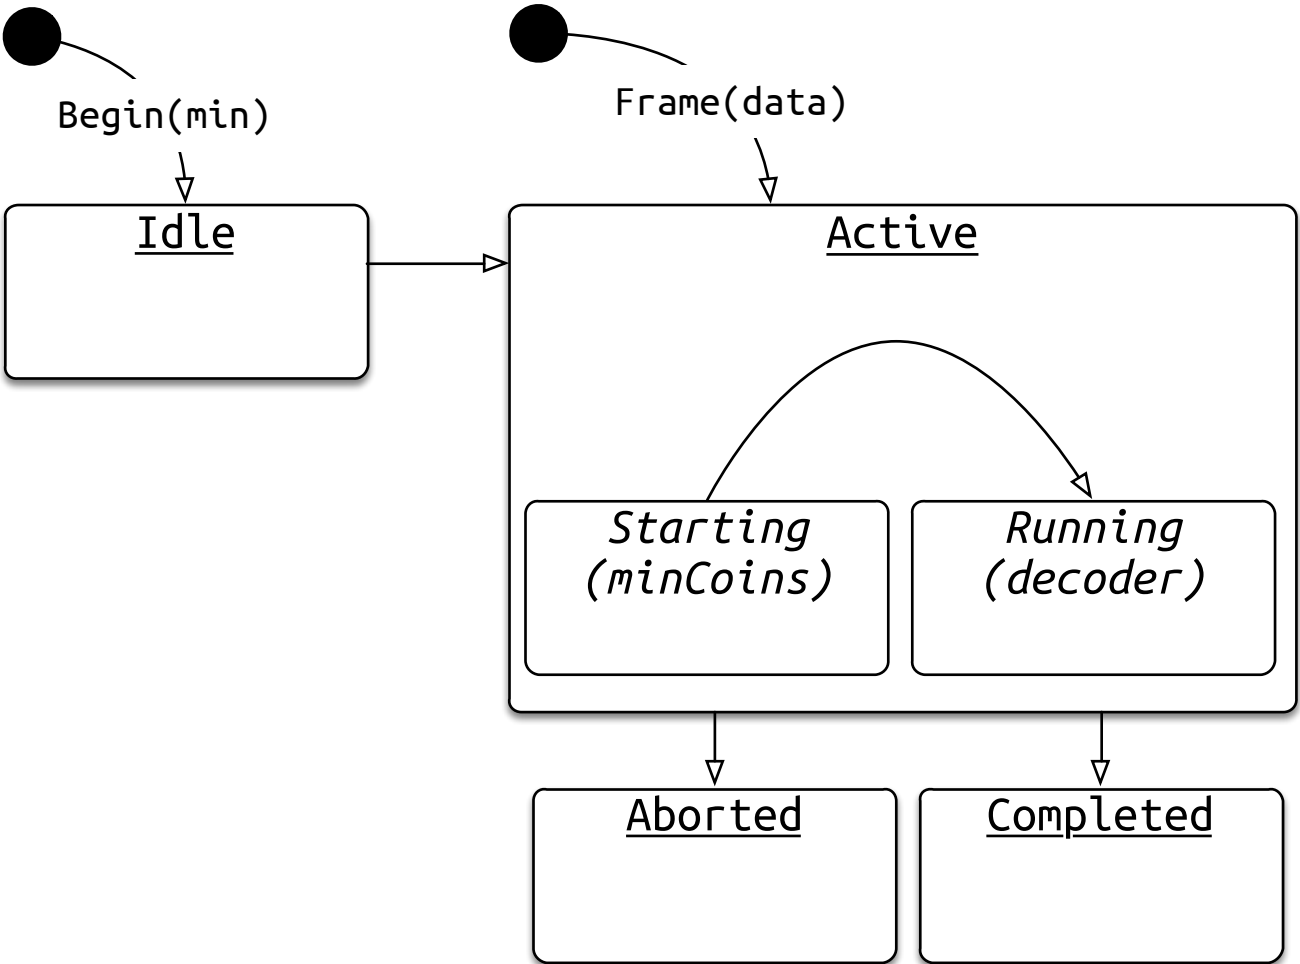 Begin(min)
Frame(data)
Idle
Active
Starting
(minCoins)
Running
(decoder)
Aborted
Completed